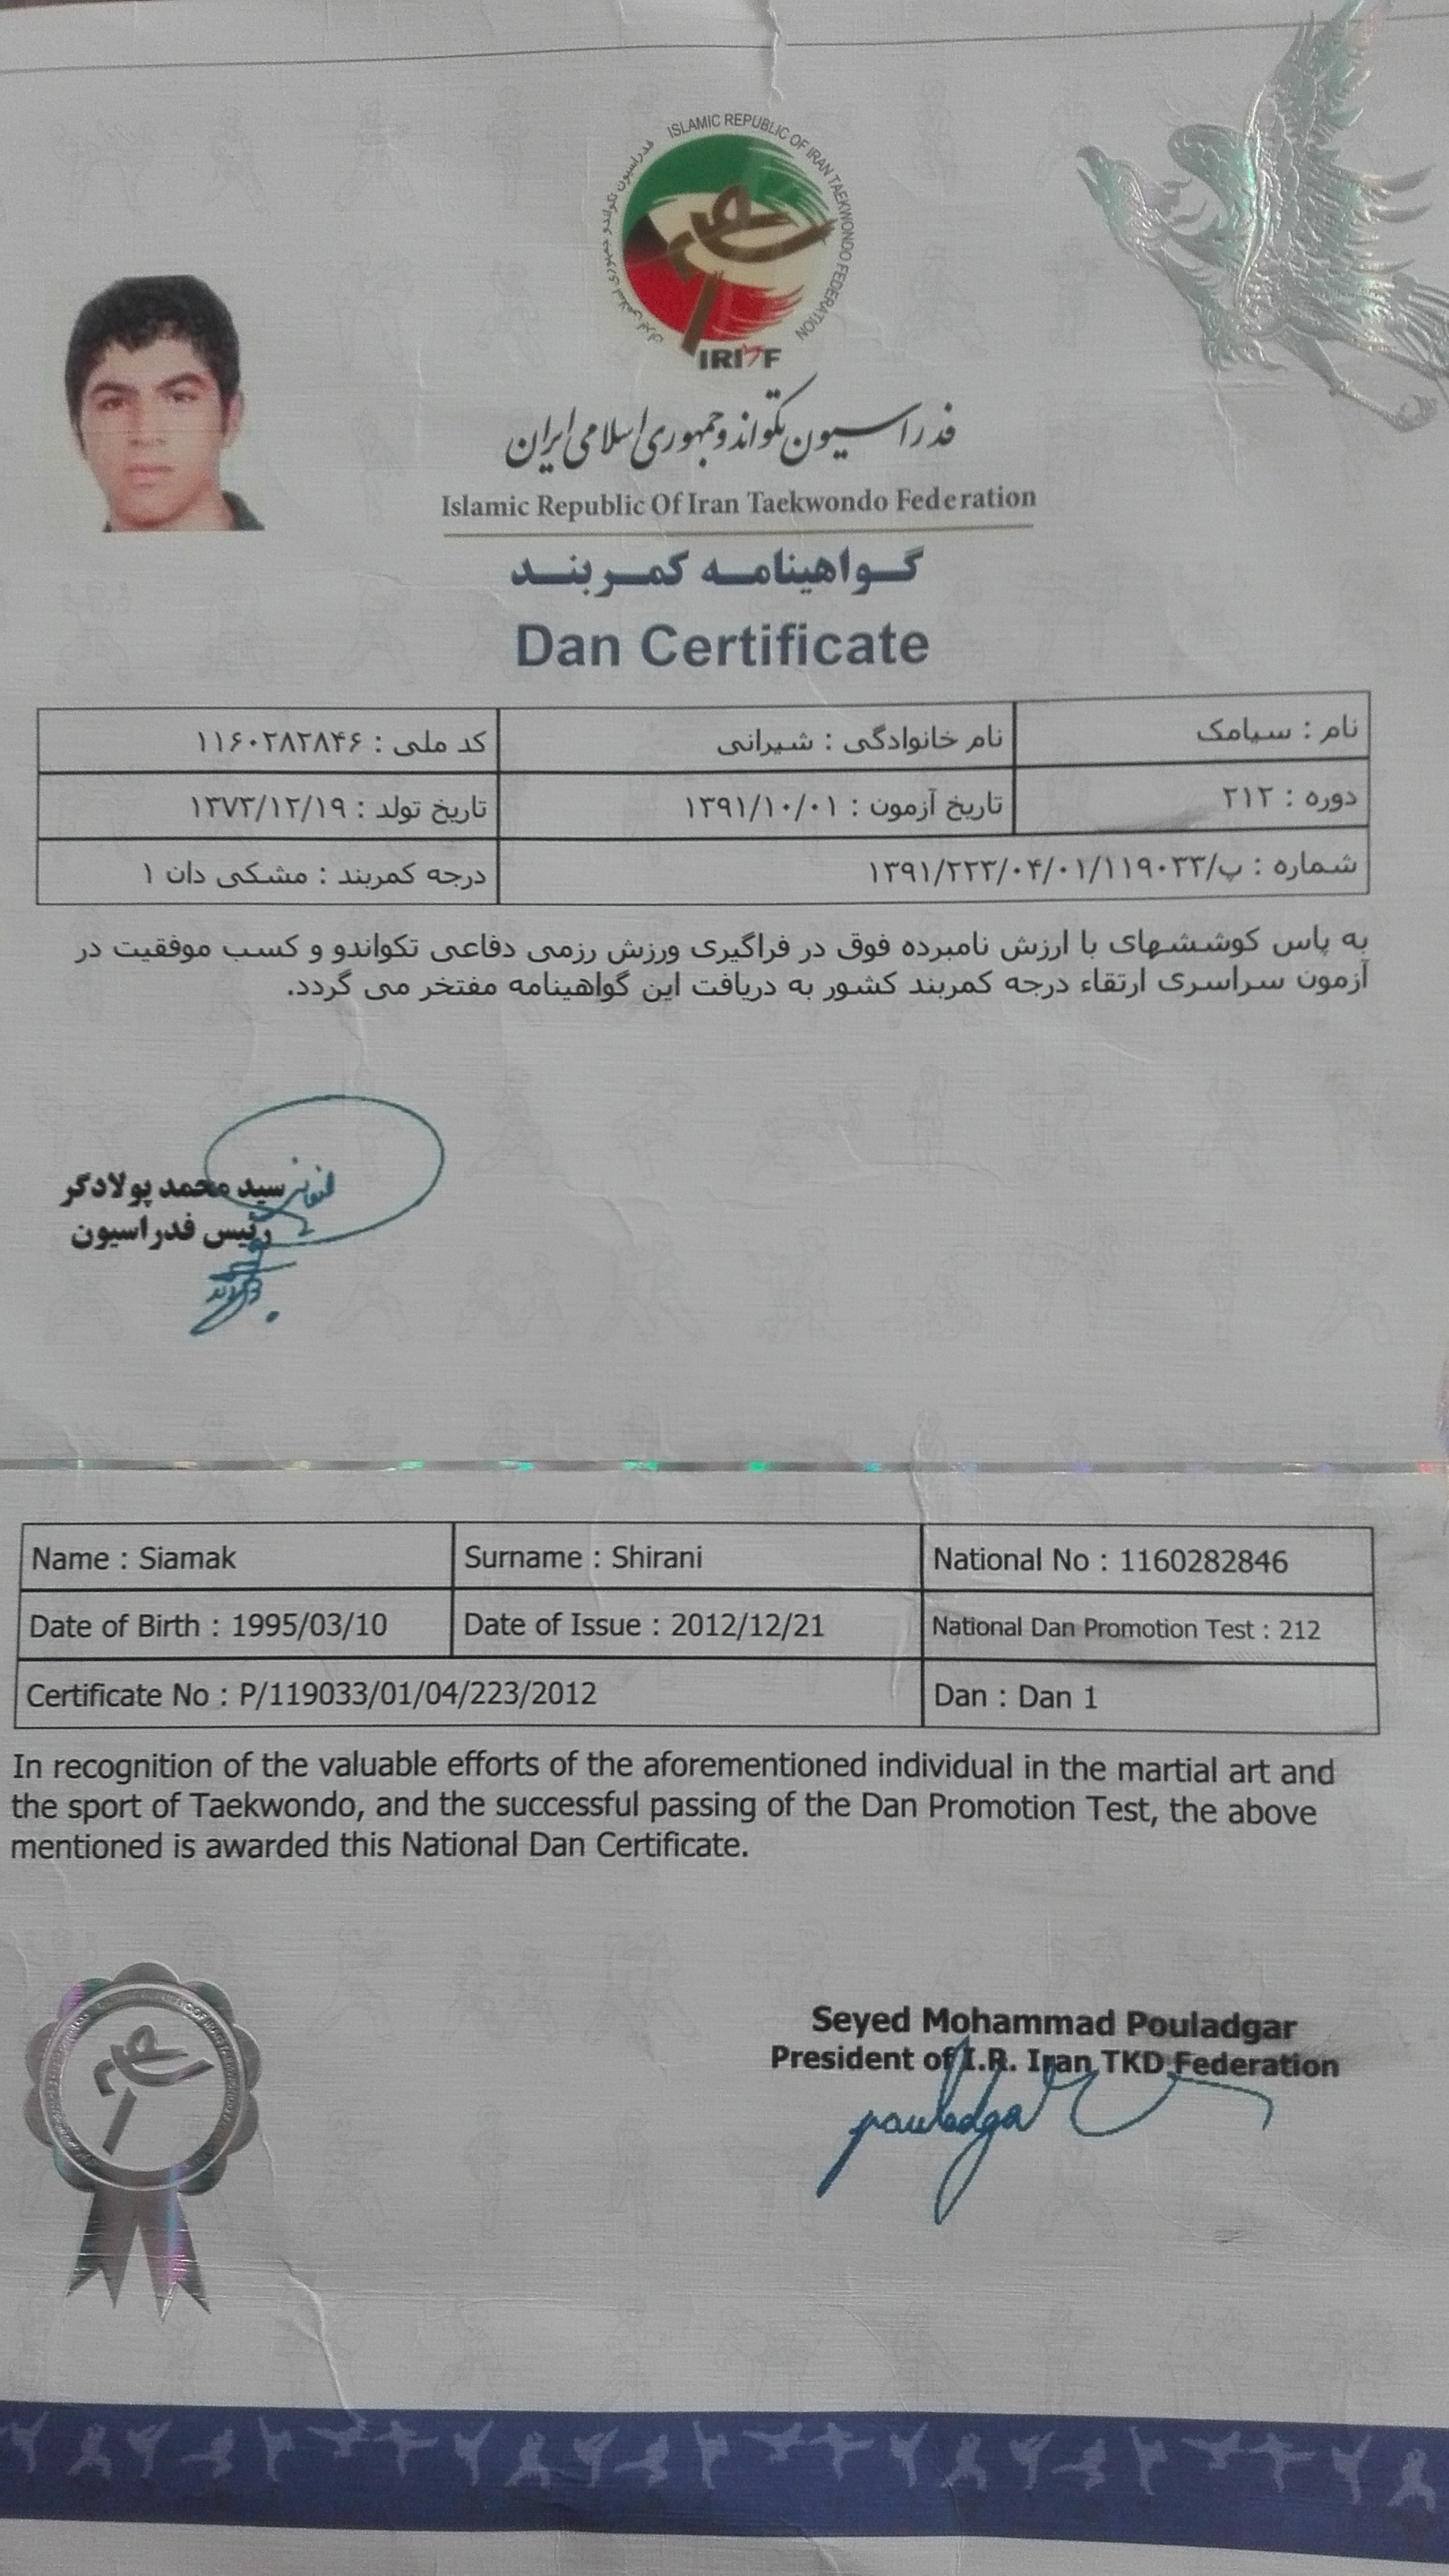 ISLAMIC REPUBLIC OF IRAN TAEKWONDO FEDERATION
فدراسیون تکواندو جمهوری اسلامی ایران
IRITF
فدراسیون تکواندو جمهوری اسلامی ایران
Islamic Republic Of Iran Taekwondo Federation
گواهینامه کمربند
Dan Certificate
نام : سیامک نام خانوادگی : شیرانی کد ملی : ۱۱۶۰۲۸۲۸۴۶
دوره : ۲۱۲ تاریخ آزمون : ۱۳۹۱/۱۰/۰۱ تاریخ تولد : ۱۳۷۳/۱۲/۱۹
شماره : پ/۱۳۹۱/۲۲۳/۰۴/۰۱/۱۱۹۰۳۳ درجه کمربند : مشکی دان ۱
به پاس کوششهای با ارزش نامبرده فوق در فراگیری ورزش رزمی دفاعی تکواندو و کسب موفقیت در
آزمون سراسری ارتقاء درجه کمربند کشور به دریافت این گواهینامه مفتخر می گردد.
سید محمد پولادگر
رئیس فدراسیون
Name : Siamak Surname : Shirani National No : 1160282846
Date of Birth : 1995/03/10 Date of Issue : 2012/12/21 National Dan Promotion Test : 212
Certificate No : P/119033/01/04/223/2012 Dan : Dan 1
In recognition of the valuable efforts of the aforementioned individual in the martial art and
the sport of Taekwondo, and the successful passing of the Dan Promotion Test, the above
mentioned is awarded this National Dan Certificate.
Seyed Mohammad Pouladgar
President of I.R. Iran TKD Federation
pouladgar